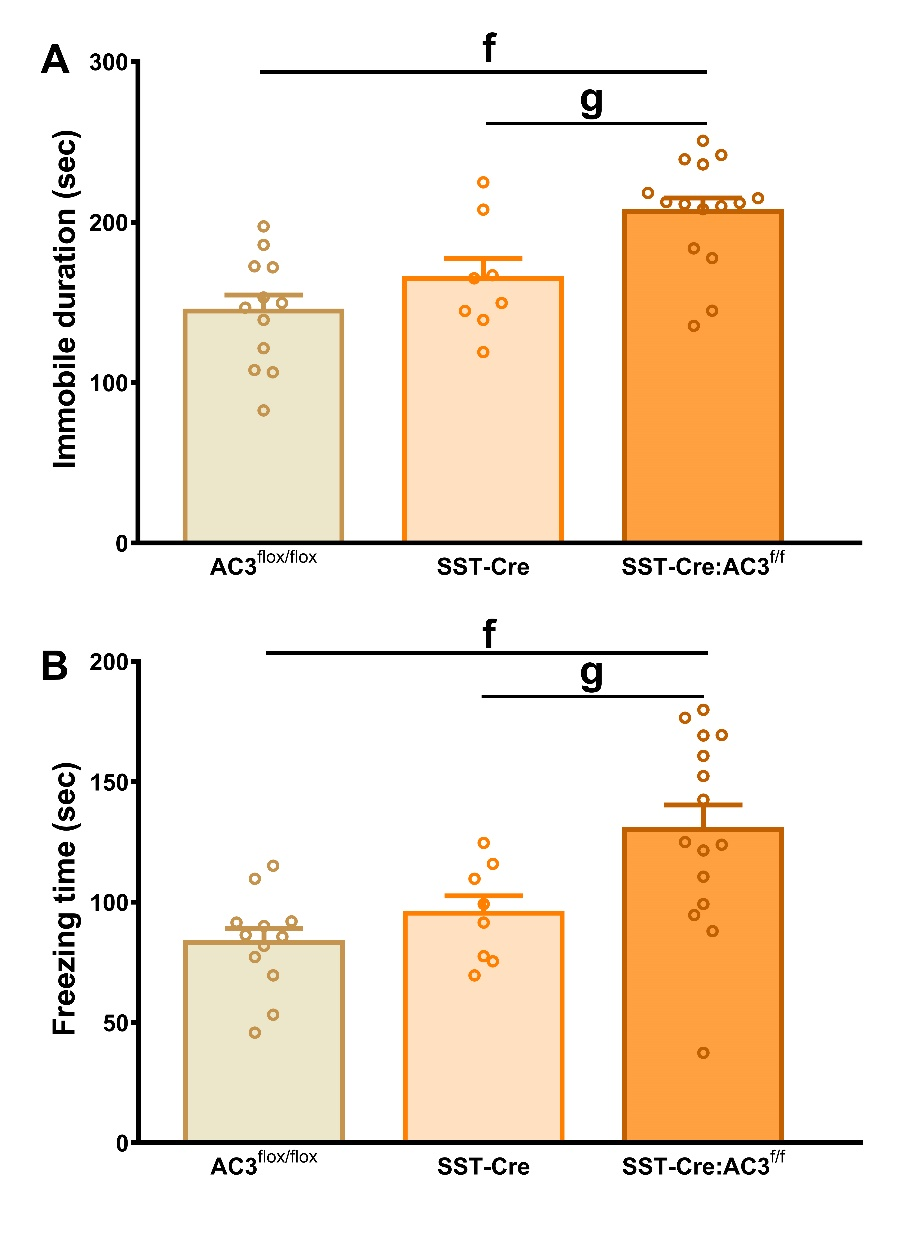 A
f
g
Immobile duration (sec)
300
200
100
0
AC3flox/flox
SST-Cre
SST-Cre:AC3f/f
B
f
g
Freezing time (sec)
200
150
100
50
0
AC3flox/flox
SST-Cre
SST-Cre:AC3f/f